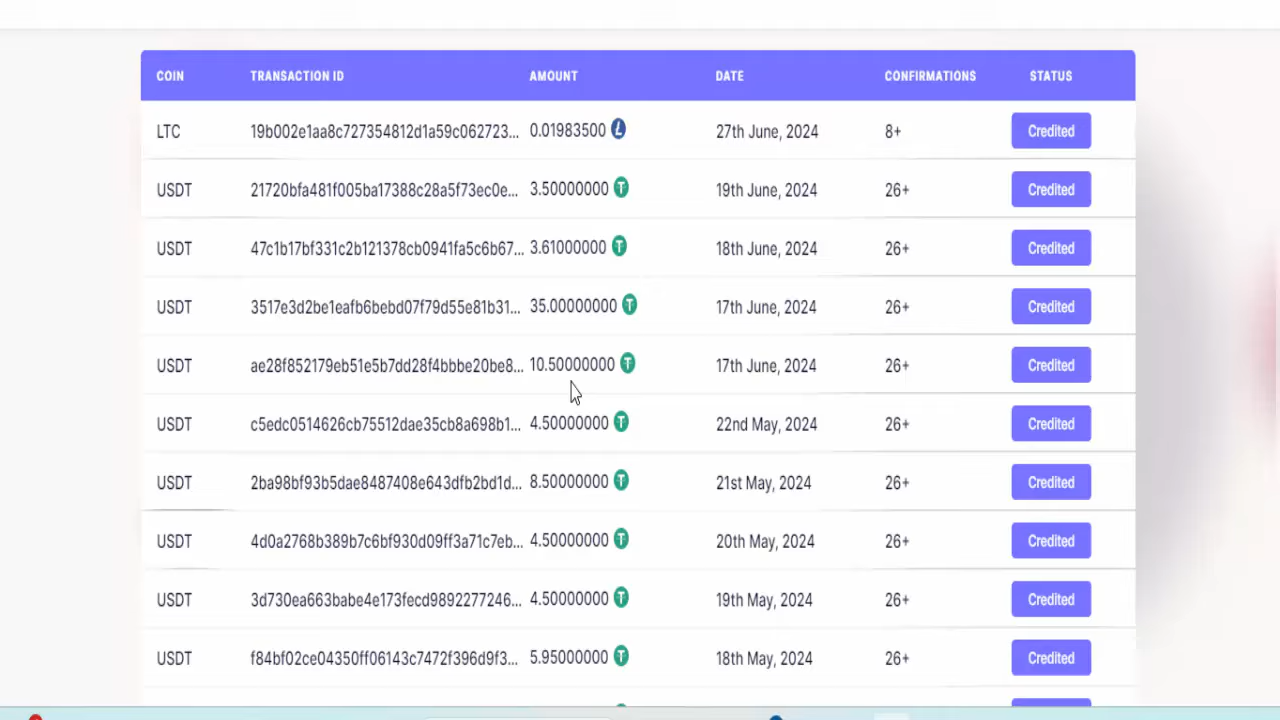 COIN TRANSACTION ID AMOUNT DATE CONFIRMATIONS STATUS
LTC 19b002e1aa8c727354812d1a59c062723... 0.01983500 27th June, 2024 8+ Credited
USDT 21720bfa481f005ba17388c28a5f73ec0e... 3.50000000 19th June, 2024 26+ Credited
USDT 47c1b17bf331c2b121378cb0941fa5c6b67... 3.61000000 18th June, 2024 26+ Credited
USDT 3517e3d2be1eafb6bebd07f79d55e81b31... 35.00000000 17th June, 2024 26+ Credited
USDT ae28f852179eb51e5b7dd28f4bbbe20be8... 10.50000000 17th June, 2024 26+ Credited
USDT c5edc0514626cb75512dae35cb8a698b1... 4.50000000 22nd May, 2024 26+ Credited
USDT 2ba98bf93b5dae8487408e643dfb2bd1d... 8.50000000 21st May, 2024 26+ Credited
USDT 4d0a2768b389b7c6bf930d09ff3a71c7eb... 4.50000000 20th May, 2024 26+ Credited
USDT 3d730ea663babe4e173fecd9892277246... 4.50000000 19th May, 2024 26+ Credited
USDT f84bf02ce04350ff06143c7472f396d9f3... 5.95000000 18th May, 2024 26+ Credited